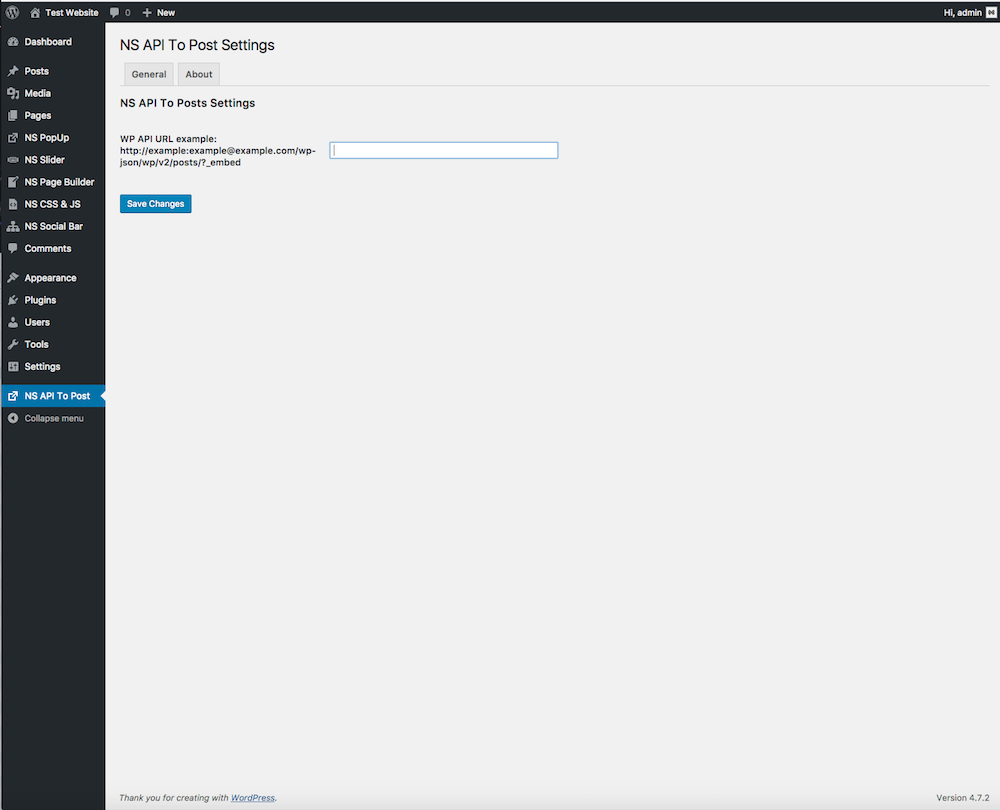 Test Website 0 New Hi, admin
Dashboard
Posts
Media
Pages
NS PopUp
NS Slider
NS Page Builder
NS CSS & JS
NS Social Bar
Comments
Appearance
Plugins
Users
Tools
Settings
NS API To Post
Collapse menu
NS API To Post Settings
General About
NS API To Posts Settings
WP API URL example:
http://example:example@example.com/wp-
json/wp/v2/posts/?_embed
Save Changes
Thank you for creating with WordPress. Version 4.7.2